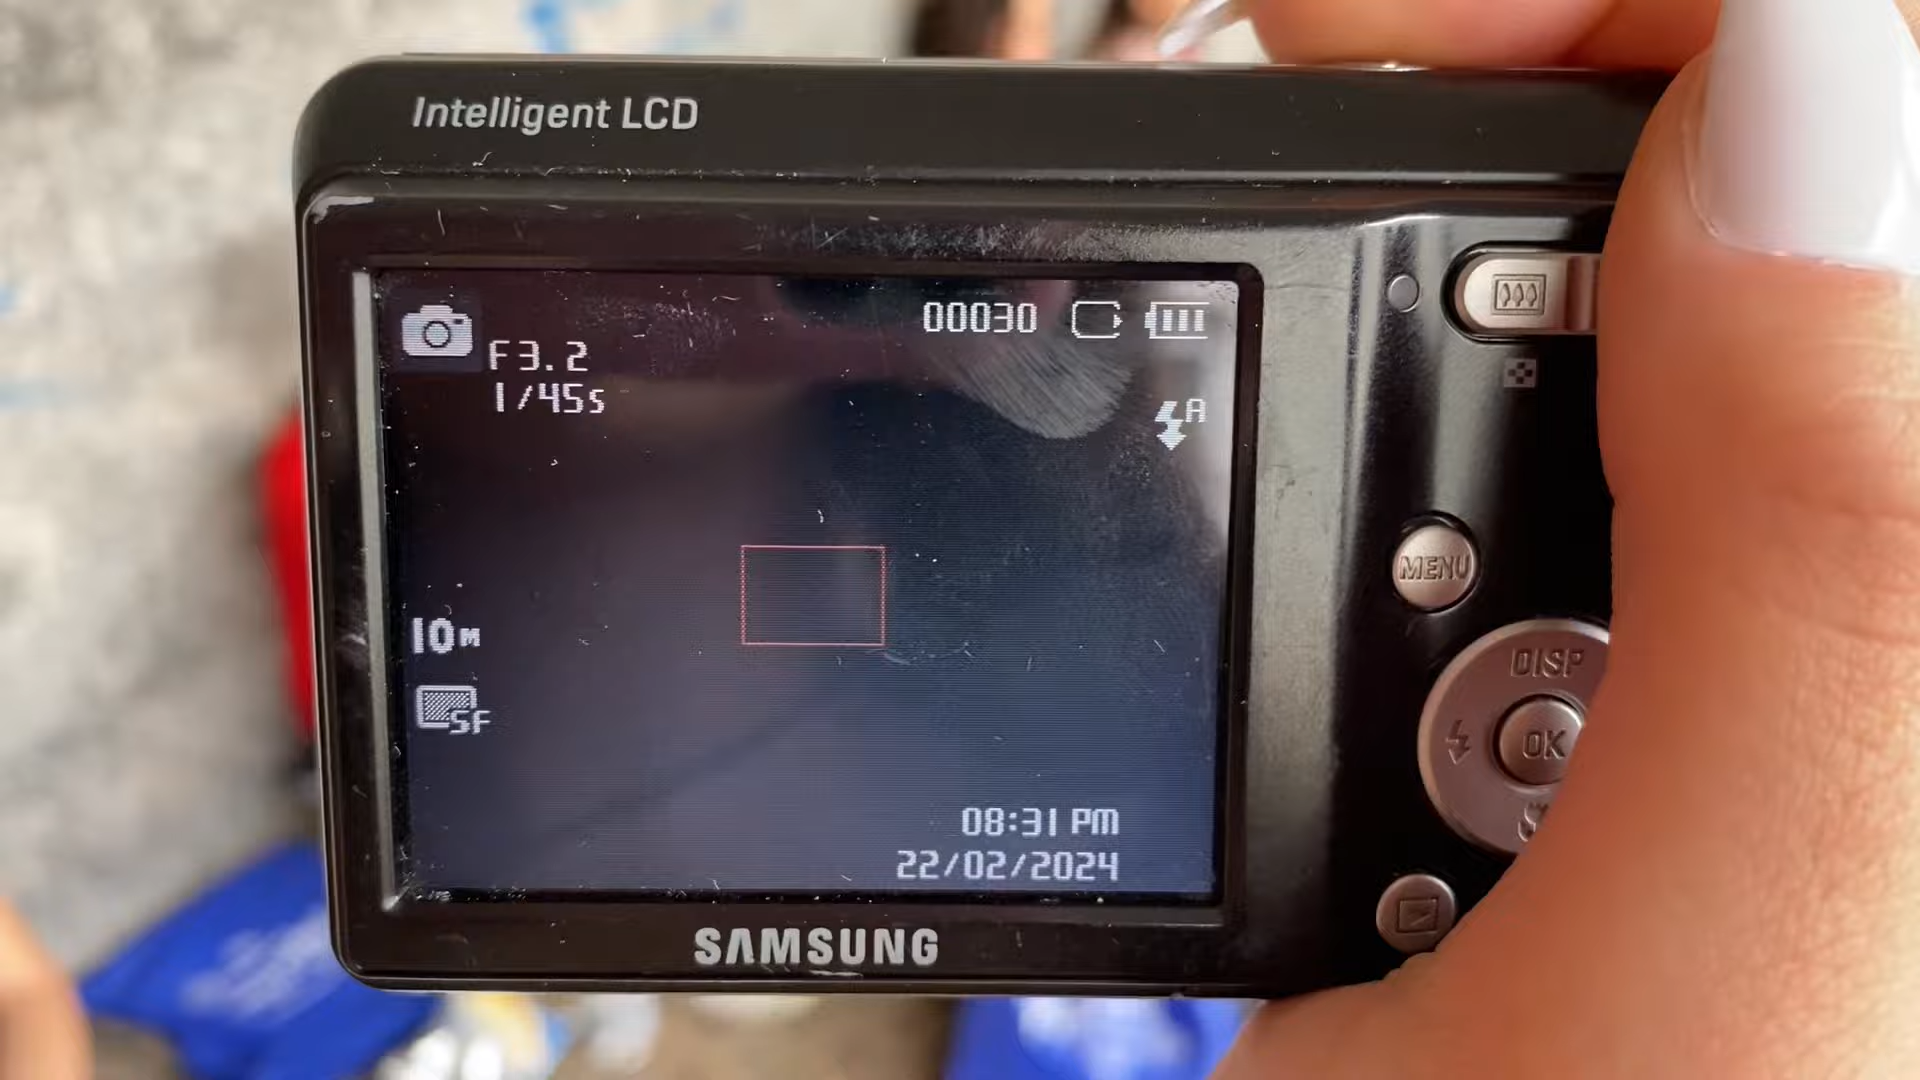 Intelligent LCD
00030
F3.2
1/45s
A
MENU
DISP
10M
SF
OK
08:31 PM
22/02/2024
SAMSUNG